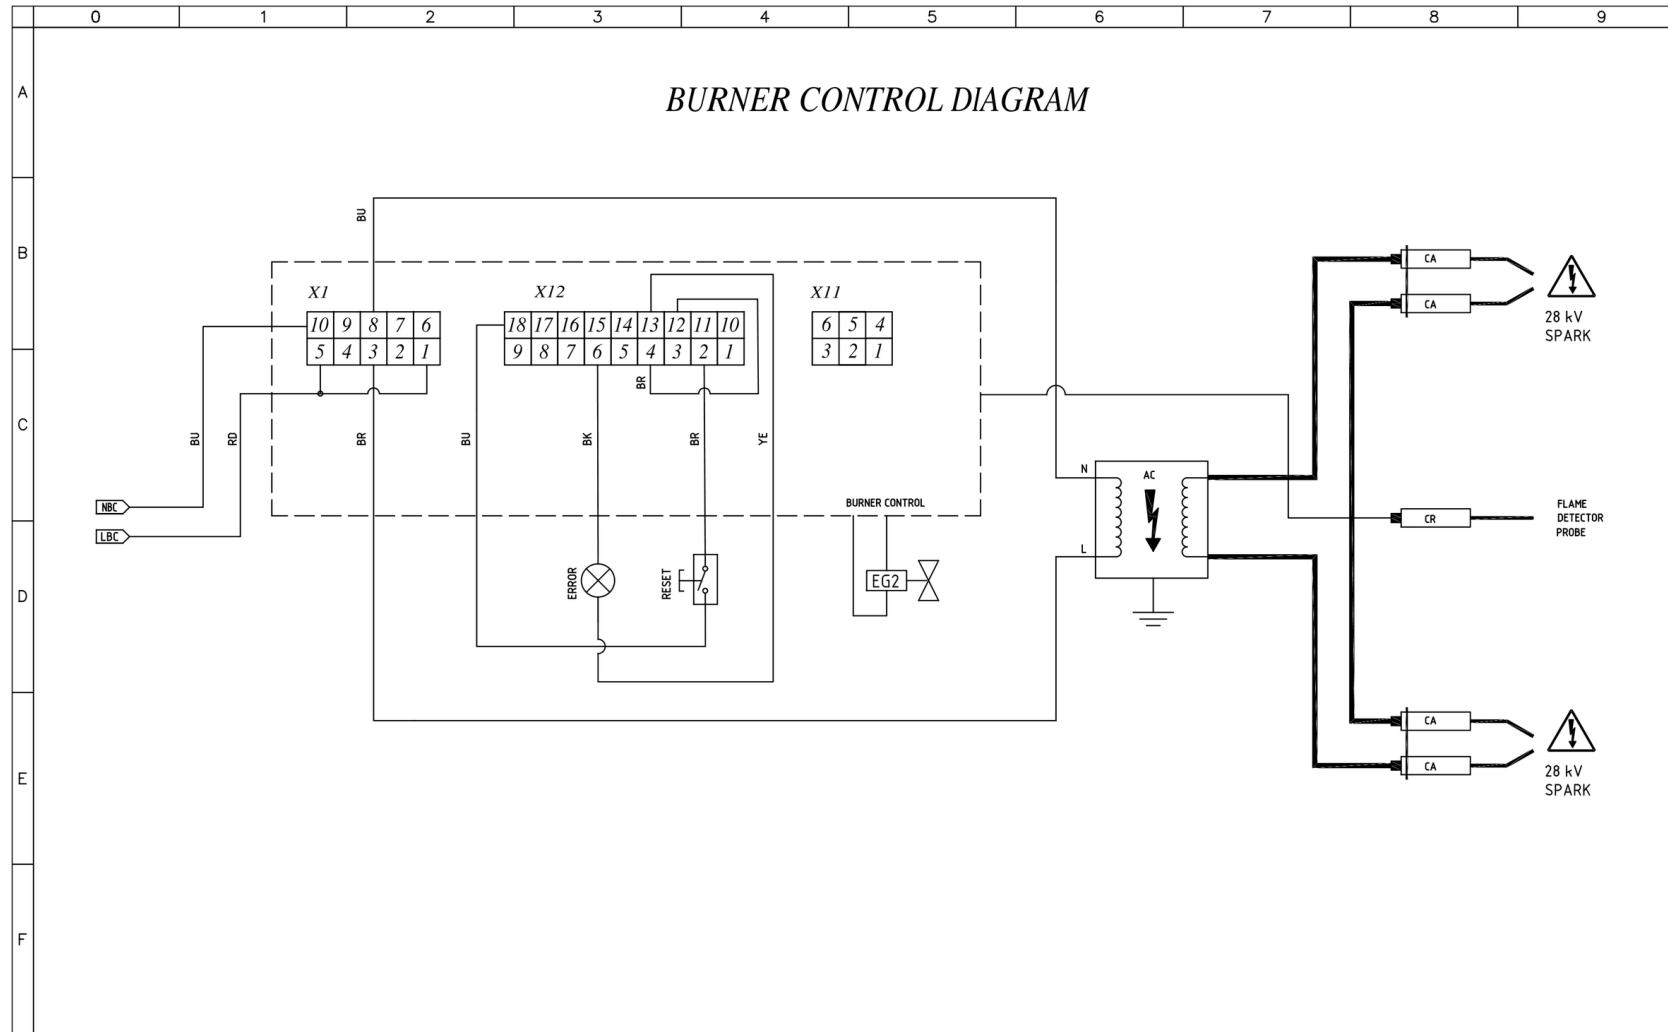 0 1 2 3 4 5 6 7 8 9
A
BURNER CONTROL DIAGRAM
BU
B
X1 X12 X11
CA
CA
10 9 8 7 6
5 4 3 2 1
18 17 16 15 14 13 12 11 10
9 8 7 6 5 4 3 2 1
6 5 4
3 2 1
28 kV
SPARK
BR
C
BU RD BR BU BK BR YE
N
AC
NBC
BURNER CONTROL
CR
FLAME
DETECTOR
PROBE
LBC
L
D
ERROR
RESET
EG2
CA
CA
E
28 kV
SPARK
F